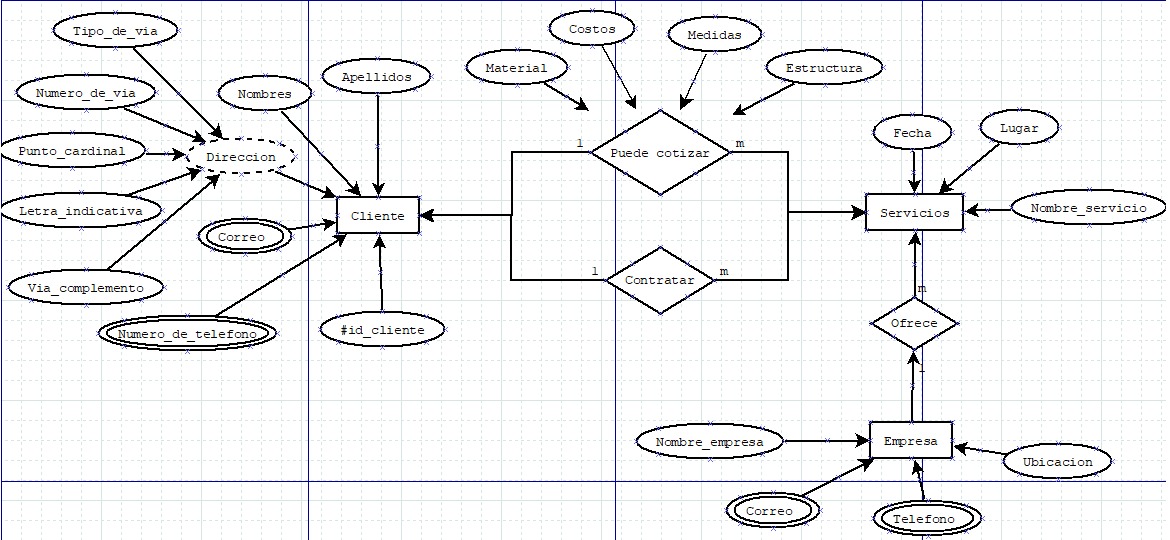 Tipo_de_via
Numero_de_via
Punto_cardinal
Letra_indicativa
Via_complemento
Direccion
Nombres
Apellidos
Cliente
Correo
Numero_de_telefono
#id_cliente
Material
Costos
Medidas
Estructura
1
Puede cotizar
m
1
Contratar
m
Fecha
Lugar
Servicios
Nombre_servicio
m
Ofrece
Nombre_empresa
Empresa
Ubicacion
Correo
Telefono